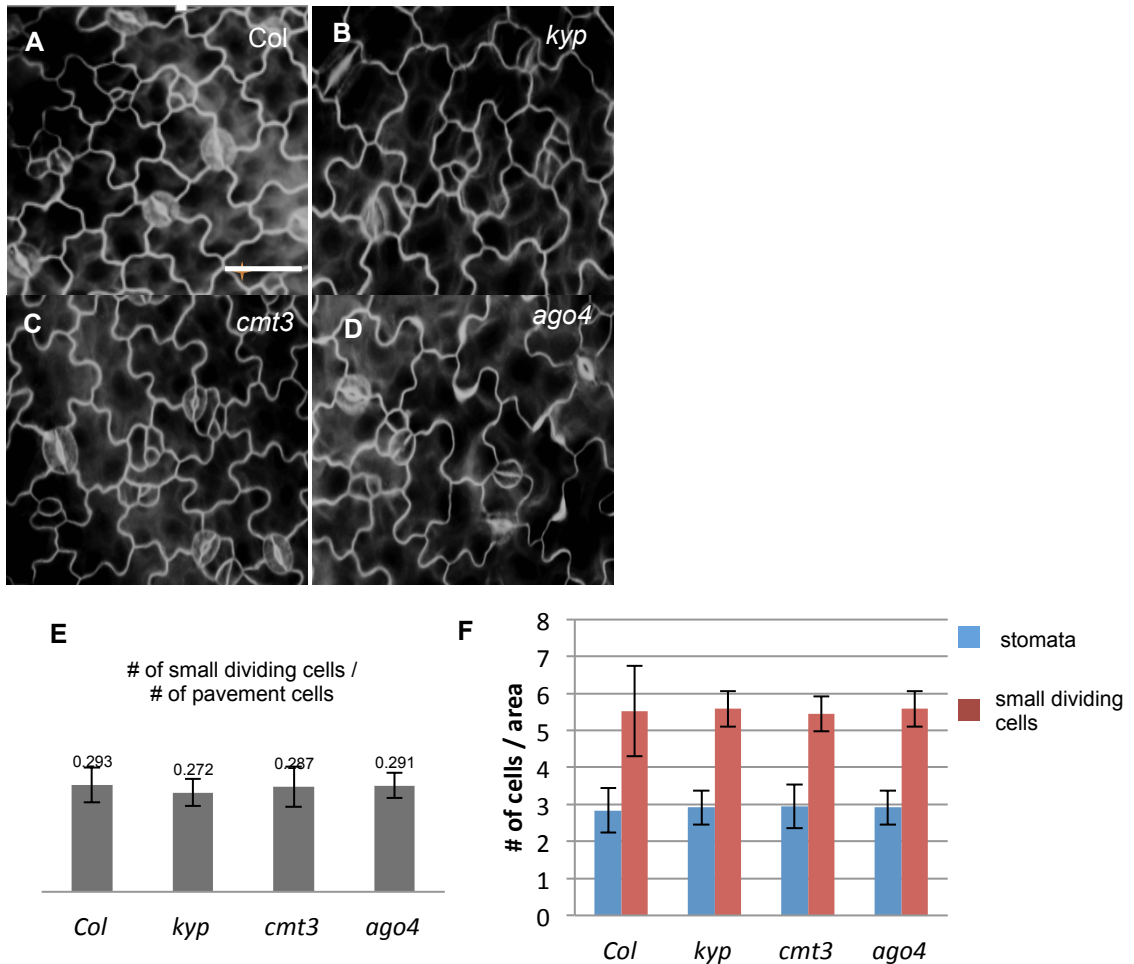 A
Col
B
kyp
C
cmt3
D
ago4
E
# of small dividing cells /
# of pavement cells
0.293
0.272
0.287
0.291
Col
kyp
cmt3
ago4
F
# of cells / area
8
7
6
5
4
3
2
1
0
Col
kyp
cmt3
ago4
stomata
small dividing
cells